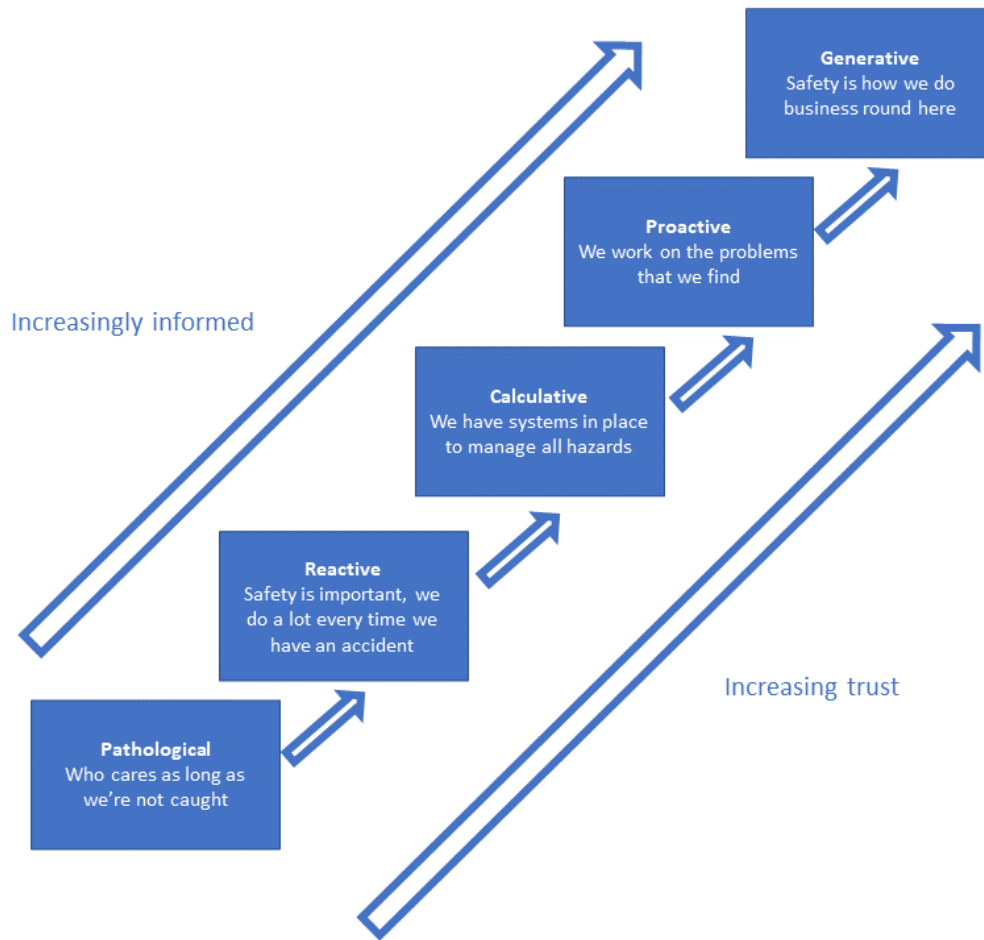 Generative
Safety is how we do
business round here
Proactive
We work on the problems
that we find
Increasingly informed
Calculative
We have systems in place
to manage all hazards
Reactive
Safety is important, we
do a lot every time we
have an accident
Increasing trust
Pathological
Who cares as long as
we’re not caught